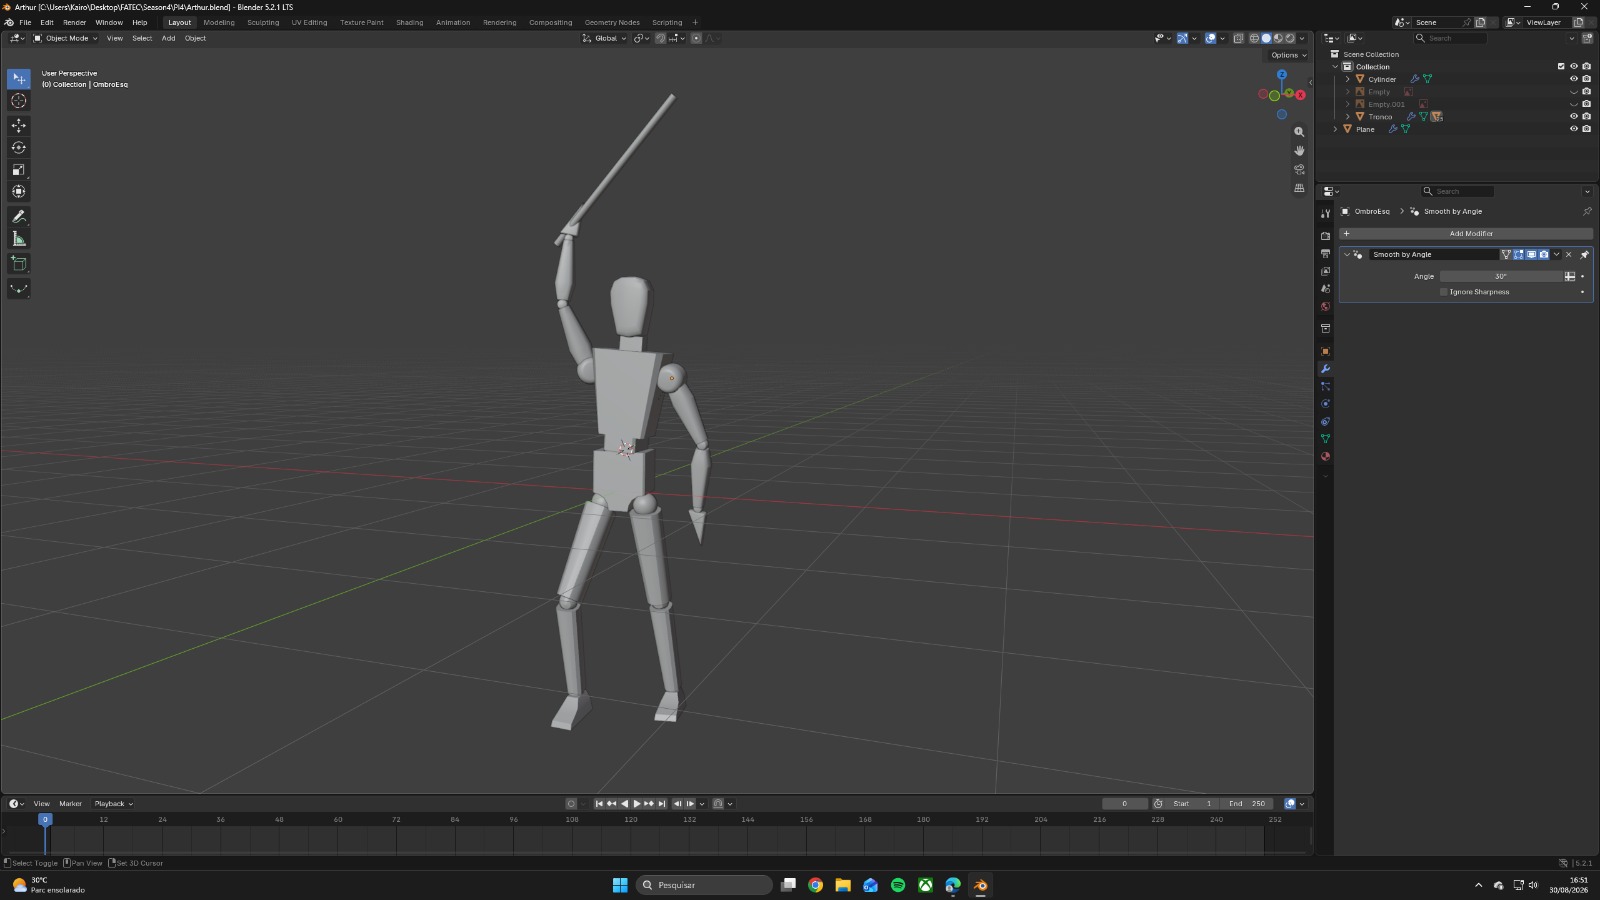 Arthur [C:\Users\Kairo\Desktop\FATEC\Season4\PI4\Arthur.blend] - Blender 5.2.1 LTS
File Edit Render Window Help Layout Modeling Sculpting UV Editing Texture Paint Shading Animation Rendering Compositing Geometry Nodes Scripting + Scene ViewLayer
Object Mode View Select Add Object Global Search
Options
User Perspective
(0) Collection | OmbroEsq
Z
X
Scene Collection
Collection
Cylinder
Empty
Empty.001
Tronco
Plane
Search
OmbroEsq > Smooth by Angle
+ Add Modifier
Smooth by Angle
Angle 30°
Ignore Sharpness
View Marker Playback 0 Start 1 End 250
0 12 24 36 48 60 72 84 96 108 120 132 144 156 168 180 192 204 216 228 240 252
Select Toggle Pan View Set 3D Cursor 5.2.1
30°C
Parc ensolarado
Pesquisar
16:51
30/08/2026